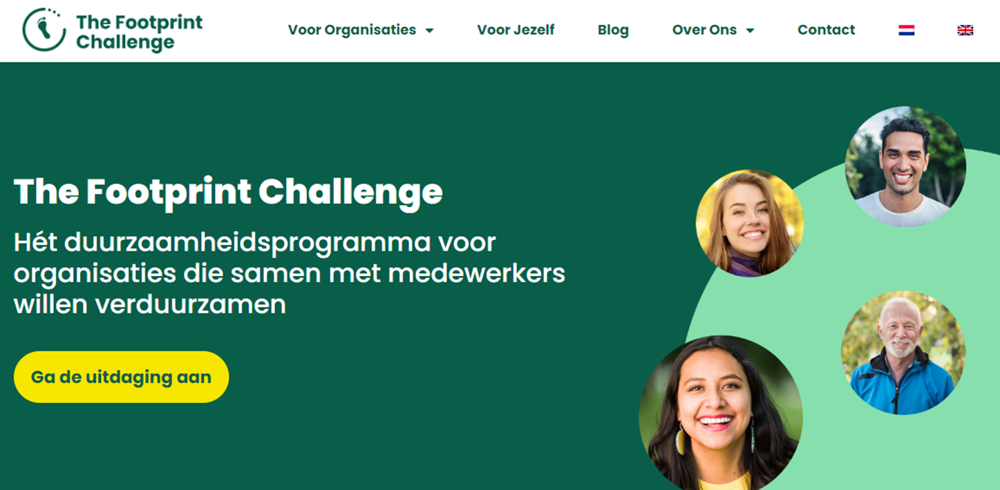 The Footprint
Challenge
Voor Organisaties
Voor Jezelf
Blog
Over Ons
Contact
The Footprint Challenge
Hét duurzaamheidsprogramma voor
organisaties die samen met medewerkers
willen verduurzamen
Ga de uitdaging aan